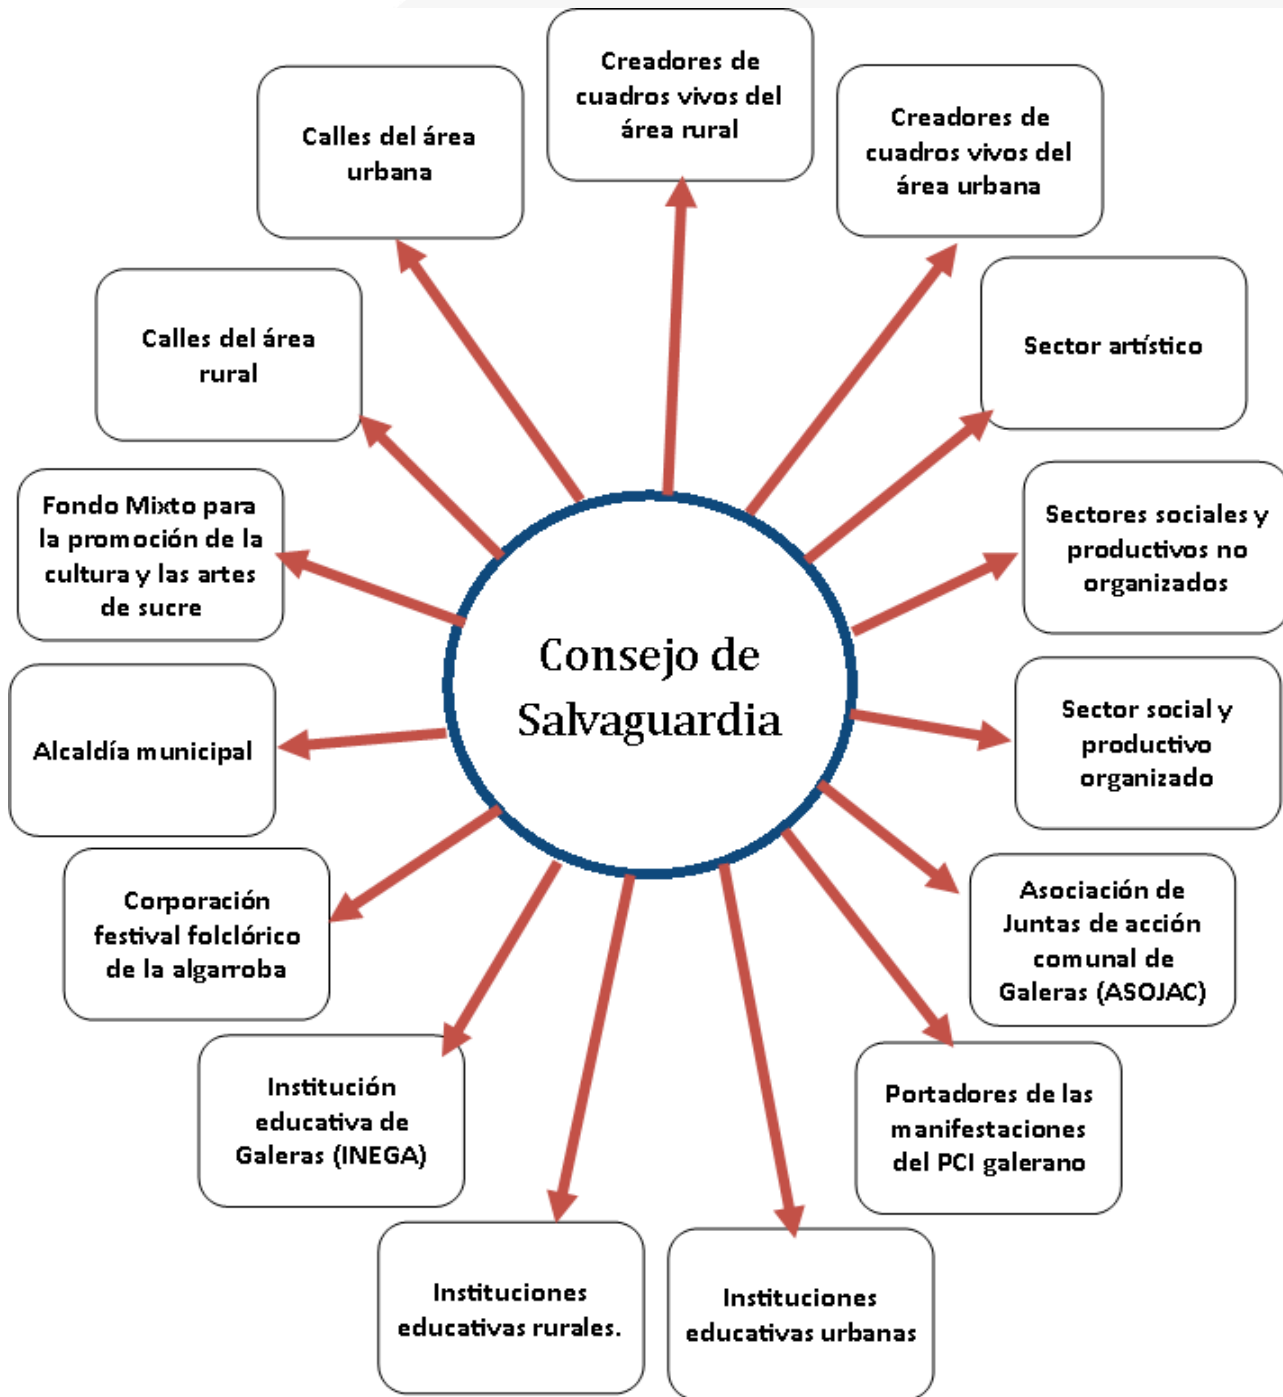 Creadores de
cuadros vivos del
área rural
Creadores de
cuadros vivos del
área urbana
Sector artístico
Sectores sociales y
productivos no
organizados
Sector social y
productivo
organizado
Asociación de
Juntas de acción
comunal de
Galeras (ASOJAC)
Portadores de las
manifestaciones
del PCI galerano
Instituciones
educativas urbanas
Instituciones
educativas rurales.
Institución
educativa de
Galeras (INEGA)
Corporación
festival folclórico
de la algarroba
Alcaldía municipal
Fondo Mixto para
la promoción de la
cultura y las artes
de sucre
Calles del área
rural
Calles del área
urbana
Consejo de
Salvaguardia